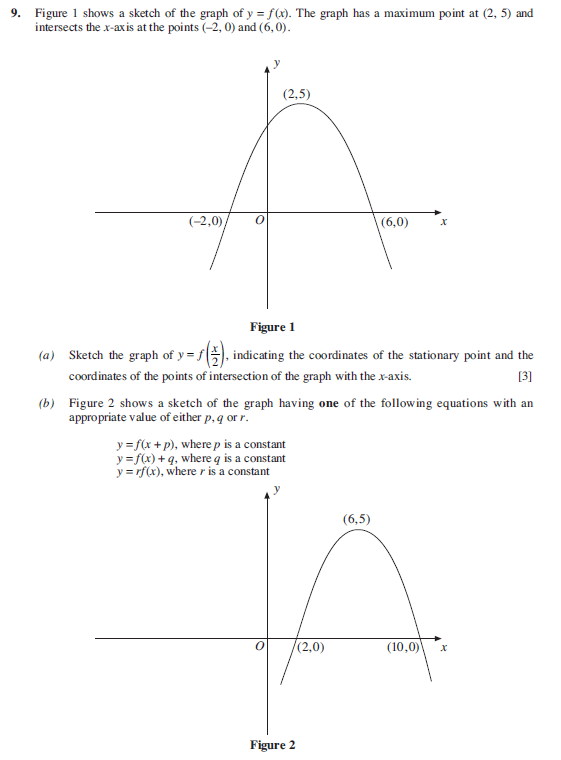 9. Figure 1 shows a sketch of the graph of y = f(x). The graph has a maximum point at (2, 5) and
intersects the x-axis at the points (–2, 0) and (6, 0).
y
(2,5)
(–2,0) O (6,0) x
Figure 1
(a) Sketch the graph of y = f(x/2), indicating the coordinates of the stationary point and the
coordinates of the points of intersection of the graph with the x-axis. [3]
(b) Figure 2 shows a sketch of the graph having one of the following equations with an
appropriate value of either p, q or r.
y = f(x + p), where p is a constant
y = f(x) + q, where q is a constant
y = rf(x), where r is a constant
y
(6,5)
O (2,0) (10,0) x
Figure 2